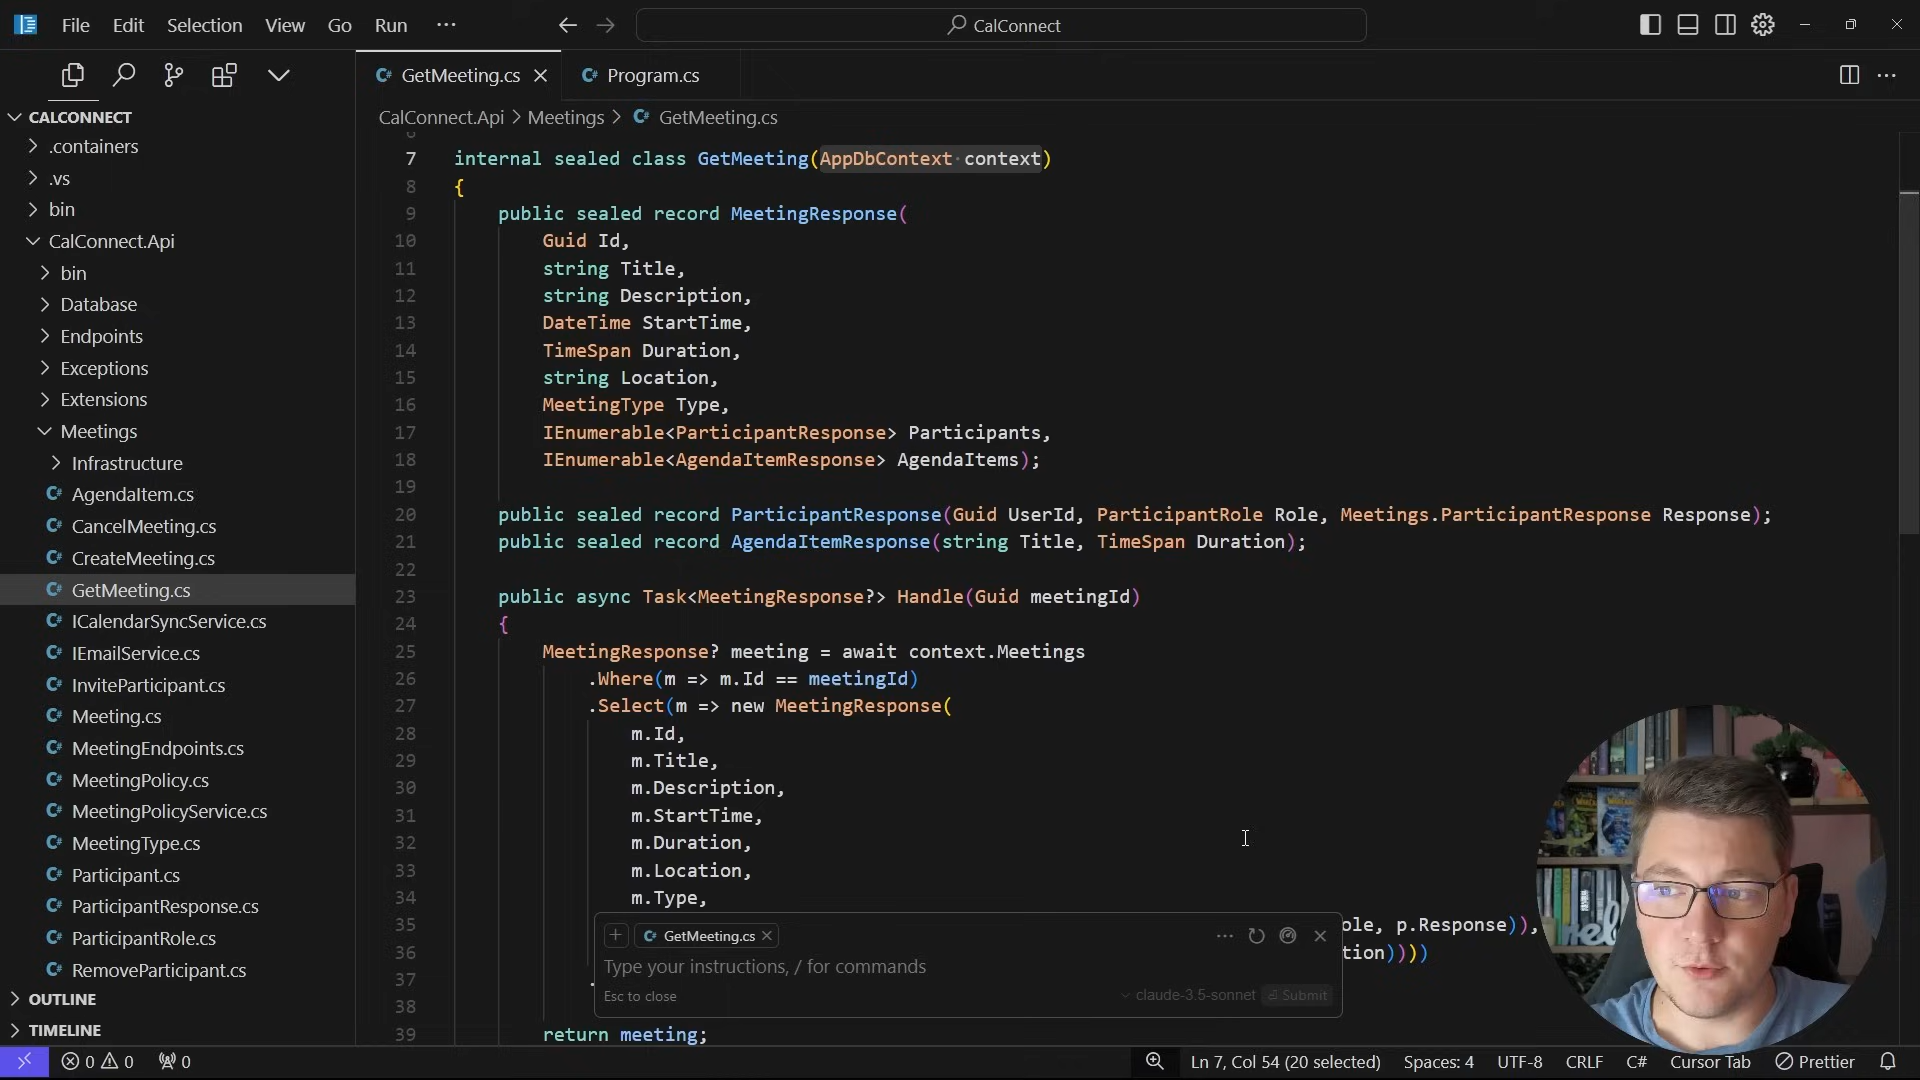 File Edit Selection View Go Run ···
CalConnect
GetMeeting.cs
Program.cs
CALCONNECT
.containers
.vs
bin
CalConnect.Api
bin
Database
Endpoints
Exceptions
Extensions
Meetings
Infrastructure
C# AgendaItem.cs
C# CancelMeeting.cs
C# CreateMeeting.cs
C# GetMeeting.cs
C# ICalendarSyncService.cs
C# IEmailService.cs
C# InviteParticipant.cs
C# Meeting.cs
C# MeetingEndpoints.cs
C# MeetingPolicy.cs
C# MeetingPolicyService.cs
C# MeetingType.cs
C# Participant.cs
C# ParticipantResponse.cs
C# ParticipantRole.cs
C# RemoveParticipant.cs
OUTLINE
TIMELINE
CalConnect.Api > Meetings > C# GetMeeting.cs
6
7 internal sealed class GetMeeting(AppDbContext·context)
8 {
9 public sealed record MeetingResponse(
10 Guid Id,
11 string Title,
12 string Description,
13 DateTime StartTime,
14 TimeSpan Duration,
15 string Location,
16 MeetingType Type,
17 IEnumerable<ParticipantResponse> Participants,
18 IEnumerable<AgendaItemResponse> AgendaItems);
19
20 public sealed record ParticipantResponse(Guid UserId, ParticipantRole Role, Meetings.ParticipantResponse Response);
21 public sealed record AgendaItemResponse(string Title, TimeSpan Duration);
22
23 public async Task<MeetingResponse?> Handle(Guid meetingId)
24 {
25 MeetingResponse? meeting = await context.Meetings
26 .Where(m => m.Id == meetingId)
27 .Select(m => new MeetingResponse(
28 m.Id,
29 m.Title,
30 m.Description,
31 m.StartTime,
32 m.Duration,
33 m.Location,
34 m.Type,
35 ole, p.Response)),
36 tion))))
37 .
38
39 return meeting;
C# GetMeeting.cs
Type your instructions, / for commands
Esc to close
claude-3.5-sonnet Submit
0 0 0
Ln 7, Col 54 (20 selected) Spaces: 4 UTF-8 CRLF C# Cursor Tab Prettier